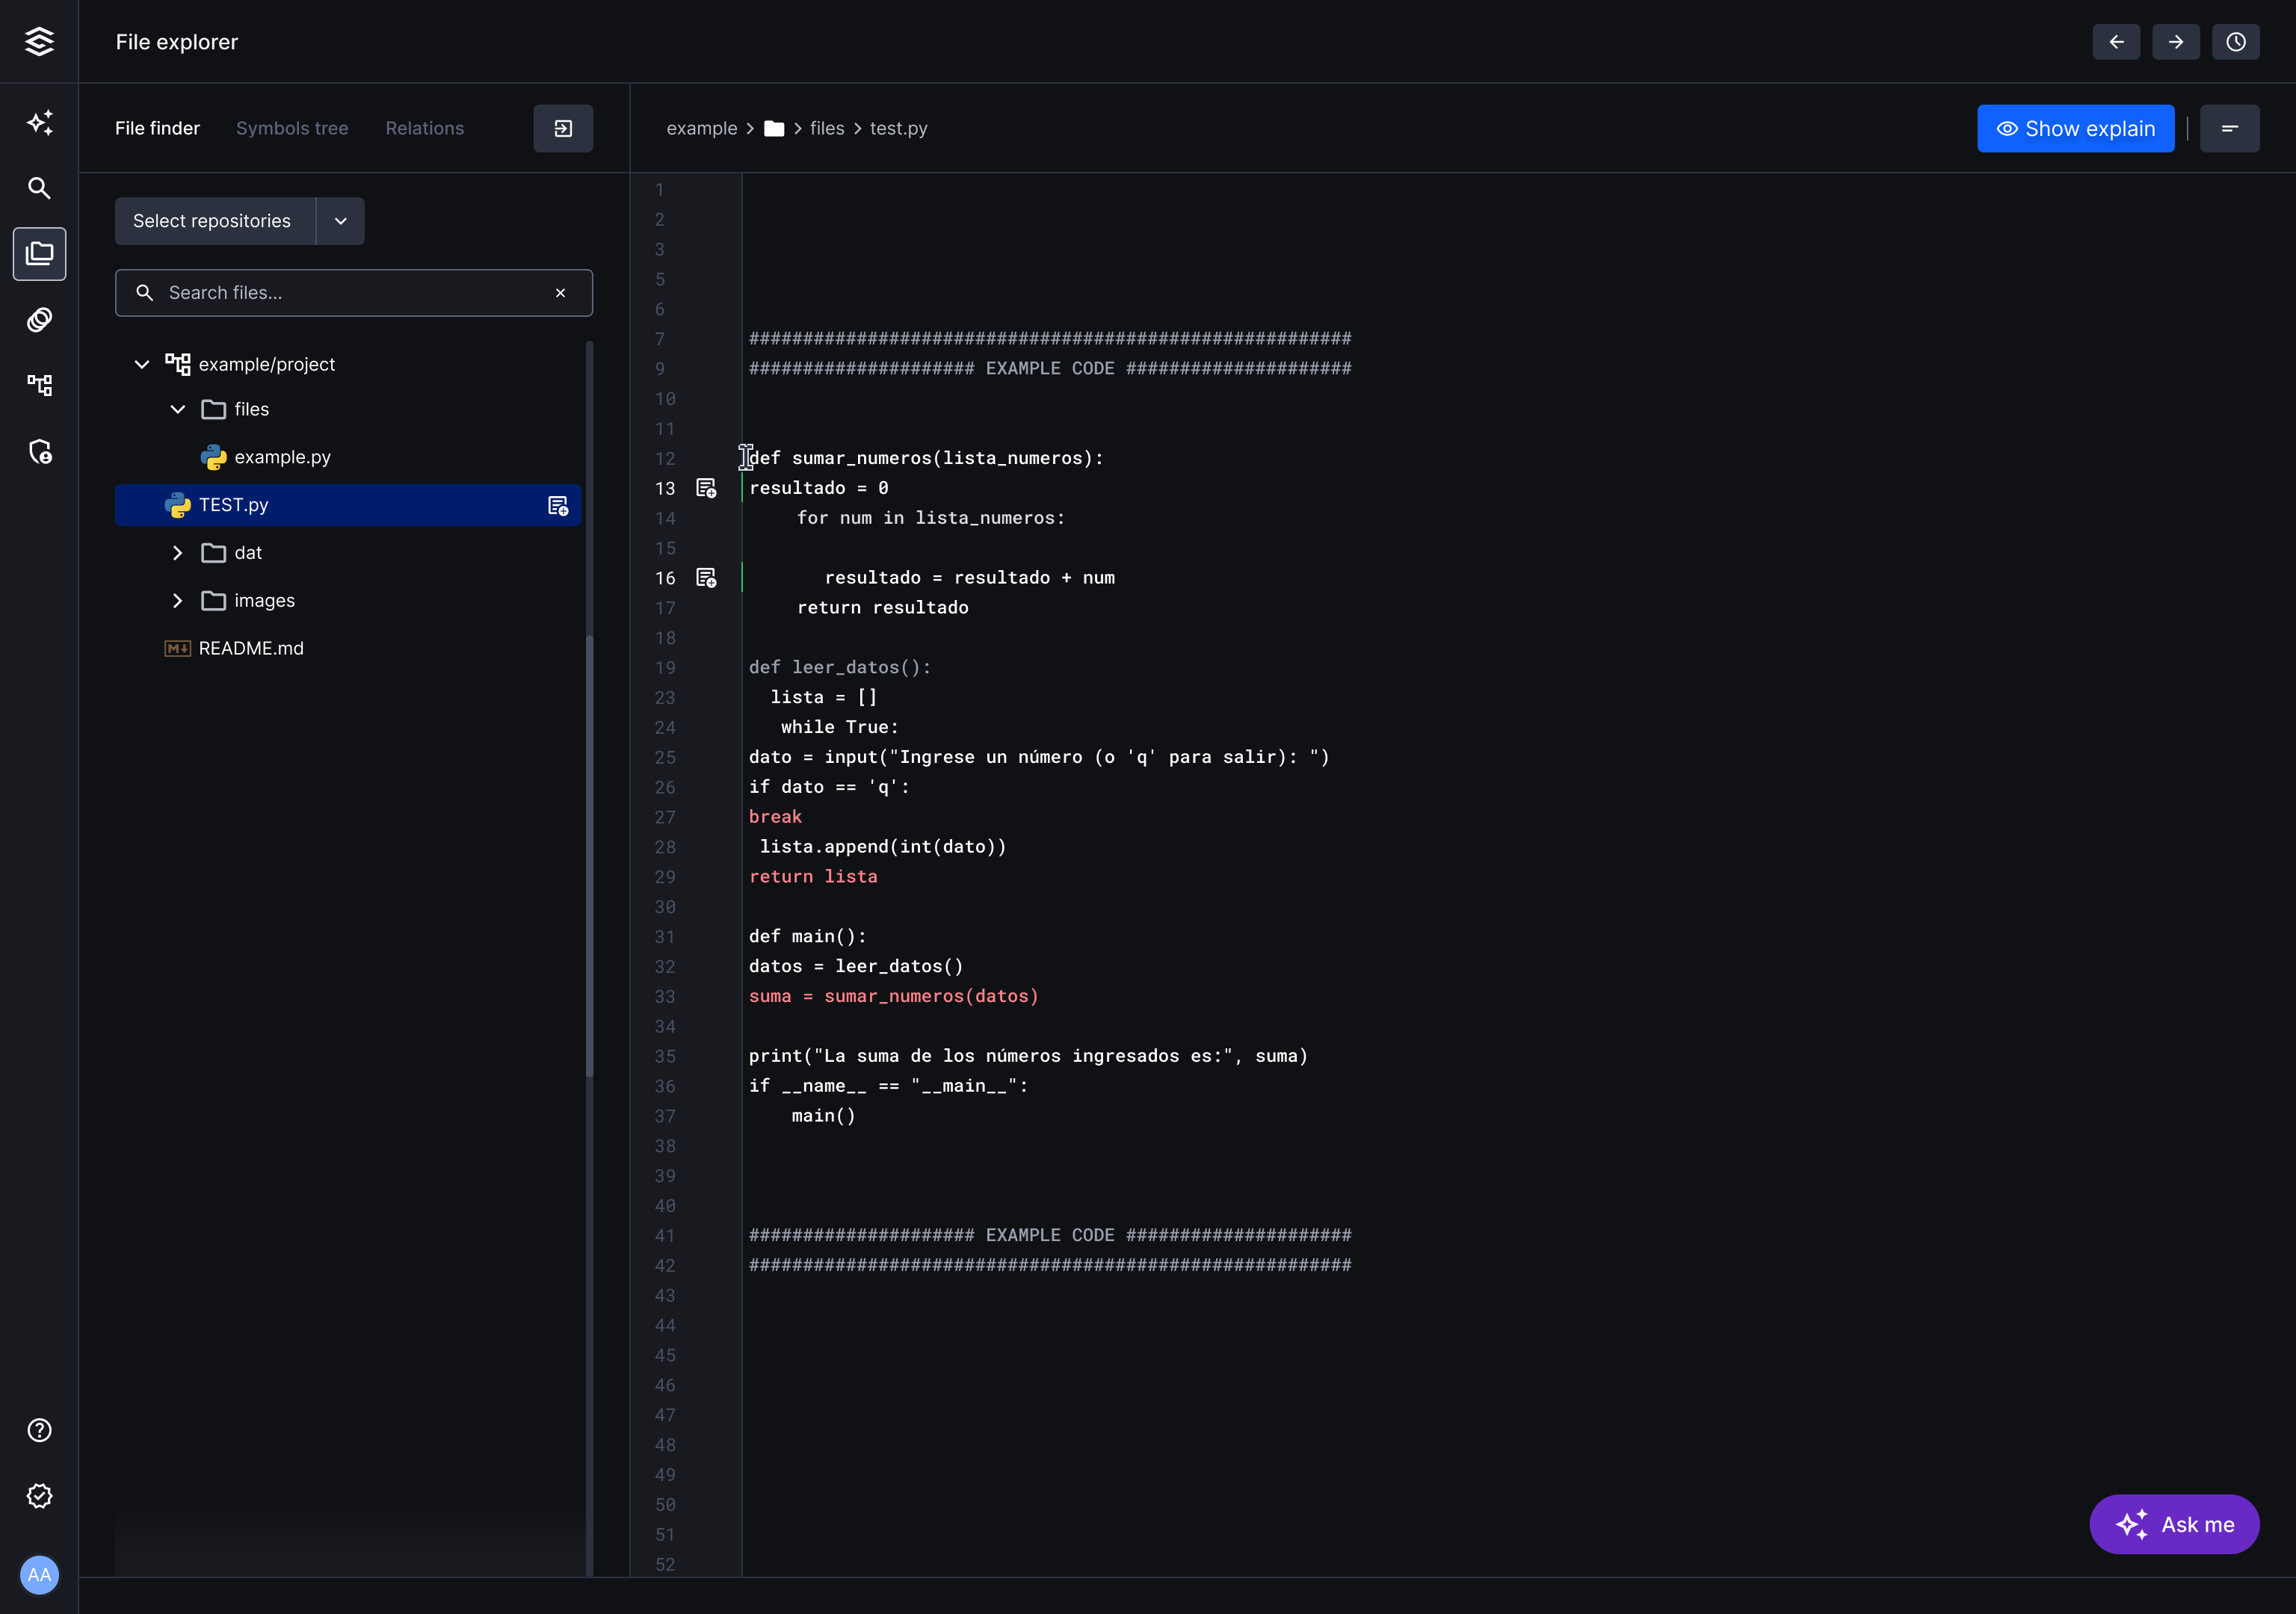 File explorer
File finder
Symbols tree
Relations
example > > files > test.py
Show explain
Select repositories
Search files...
example/project
files
example.py
TEST.py
dat
images
README.md
1
2
3
5
6
7 ########################################################
9 ##################### EXAMPLE CODE #####################
10
11
12 def sumar_numeros(lista_numeros):
13 resultado = 0
14 for num in lista_numeros:
15
16 resultado = resultado + num
17 return resultado
18
19 def leer_datos():
23 lista = []
24 while True:
25 dato = input("Ingrese un número (o 'q' para salir): ")
26 if dato == 'q':
27 break
28 lista.append(int(dato))
29 return lista
30
31 def main():
32 datos = leer_datos()
33 suma = sumar_numeros(datos)
34
35 print("La suma de los números ingresados es:", suma)
36 if __name__ == "__main__":
37 main()
38
39
40
41 ##################### EXAMPLE CODE #####################
42 ########################################################
43
44
45
46
47
48
49
50
51
52
Ask me
AA